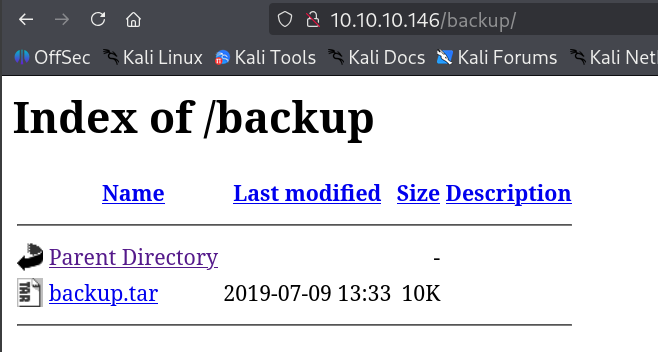 10.10.10.146/backup/
OffSec Kali Linux Kali Tools Kali Docs Kali Forums Kali Net
Index of /backup
Name Last modified Size Description
Parent Directory -
backup.tar 2019-07-09 13:33 10K